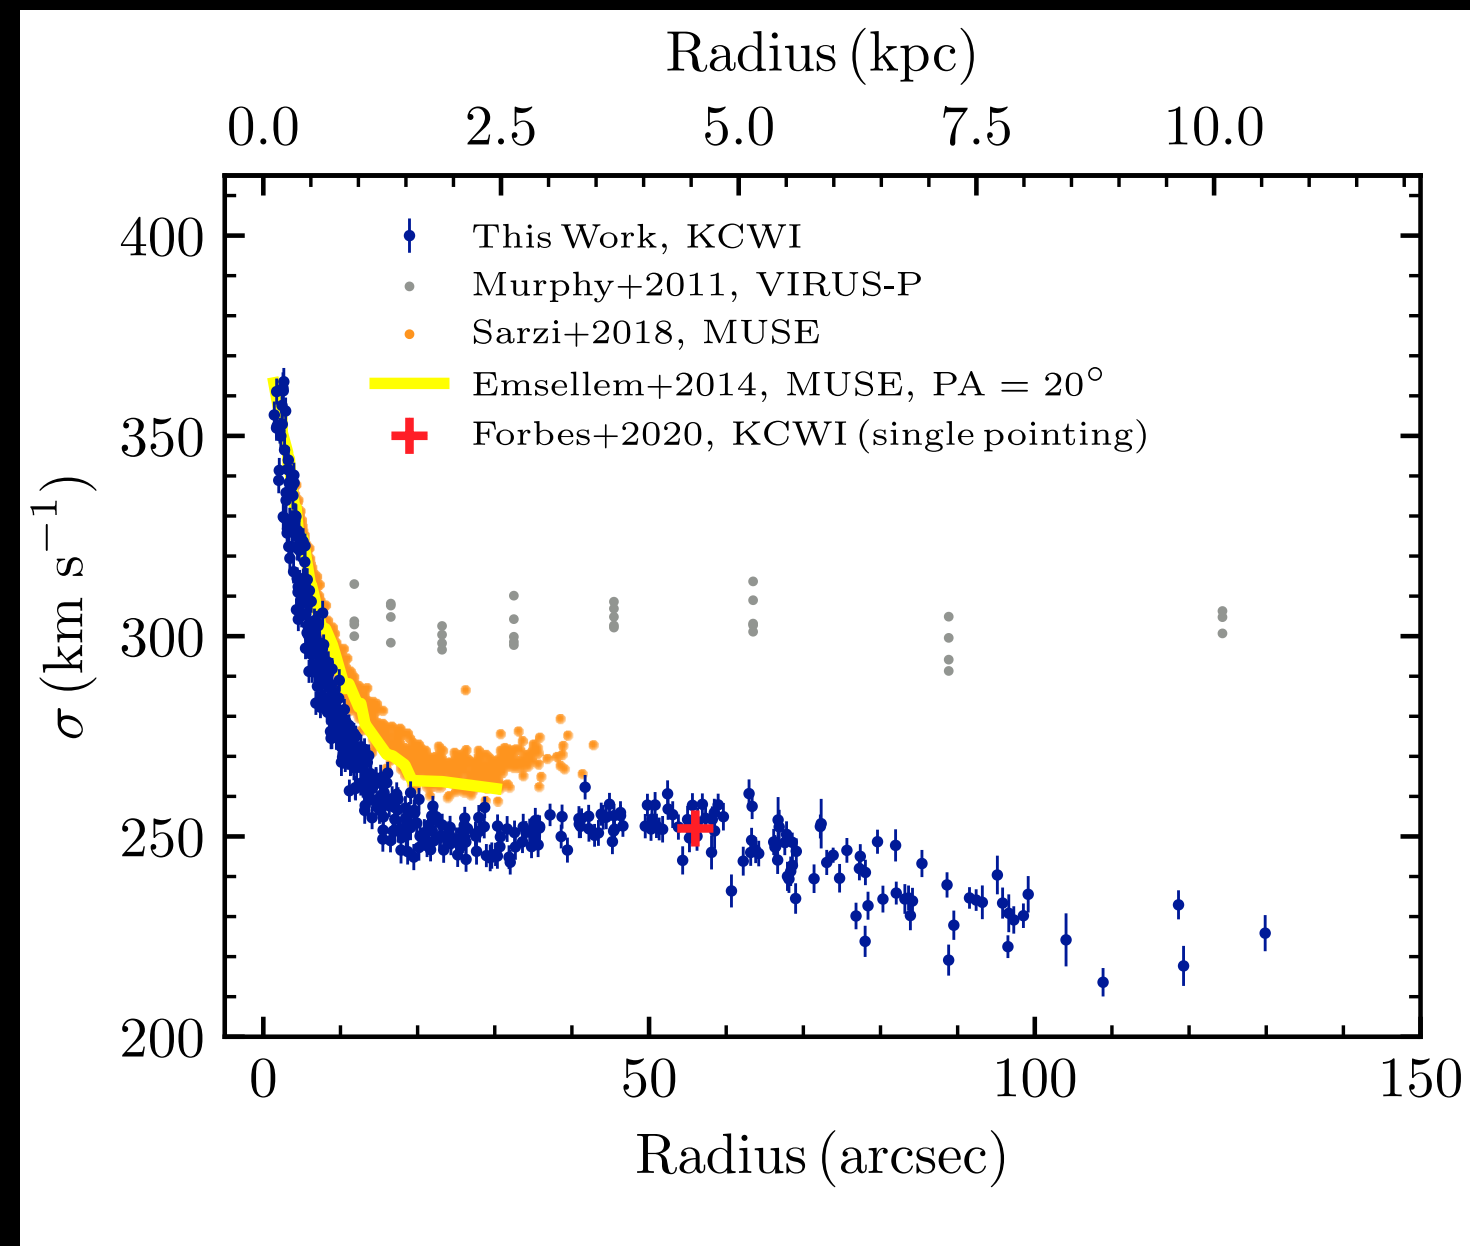 Radius (kpc)
0.0 2.5 5.0 7.5 10.0
400
350
300
250
200
σ (km s⁻¹)
This Work, KCWI
Murphy+2011, VIRUS-P
Sarzi+2018, MUSE
Emsellem+2014, MUSE, PA = 20°
Forbes+2020, KCWI (single pointing)
0 50 100 150
Radius (arcsec)